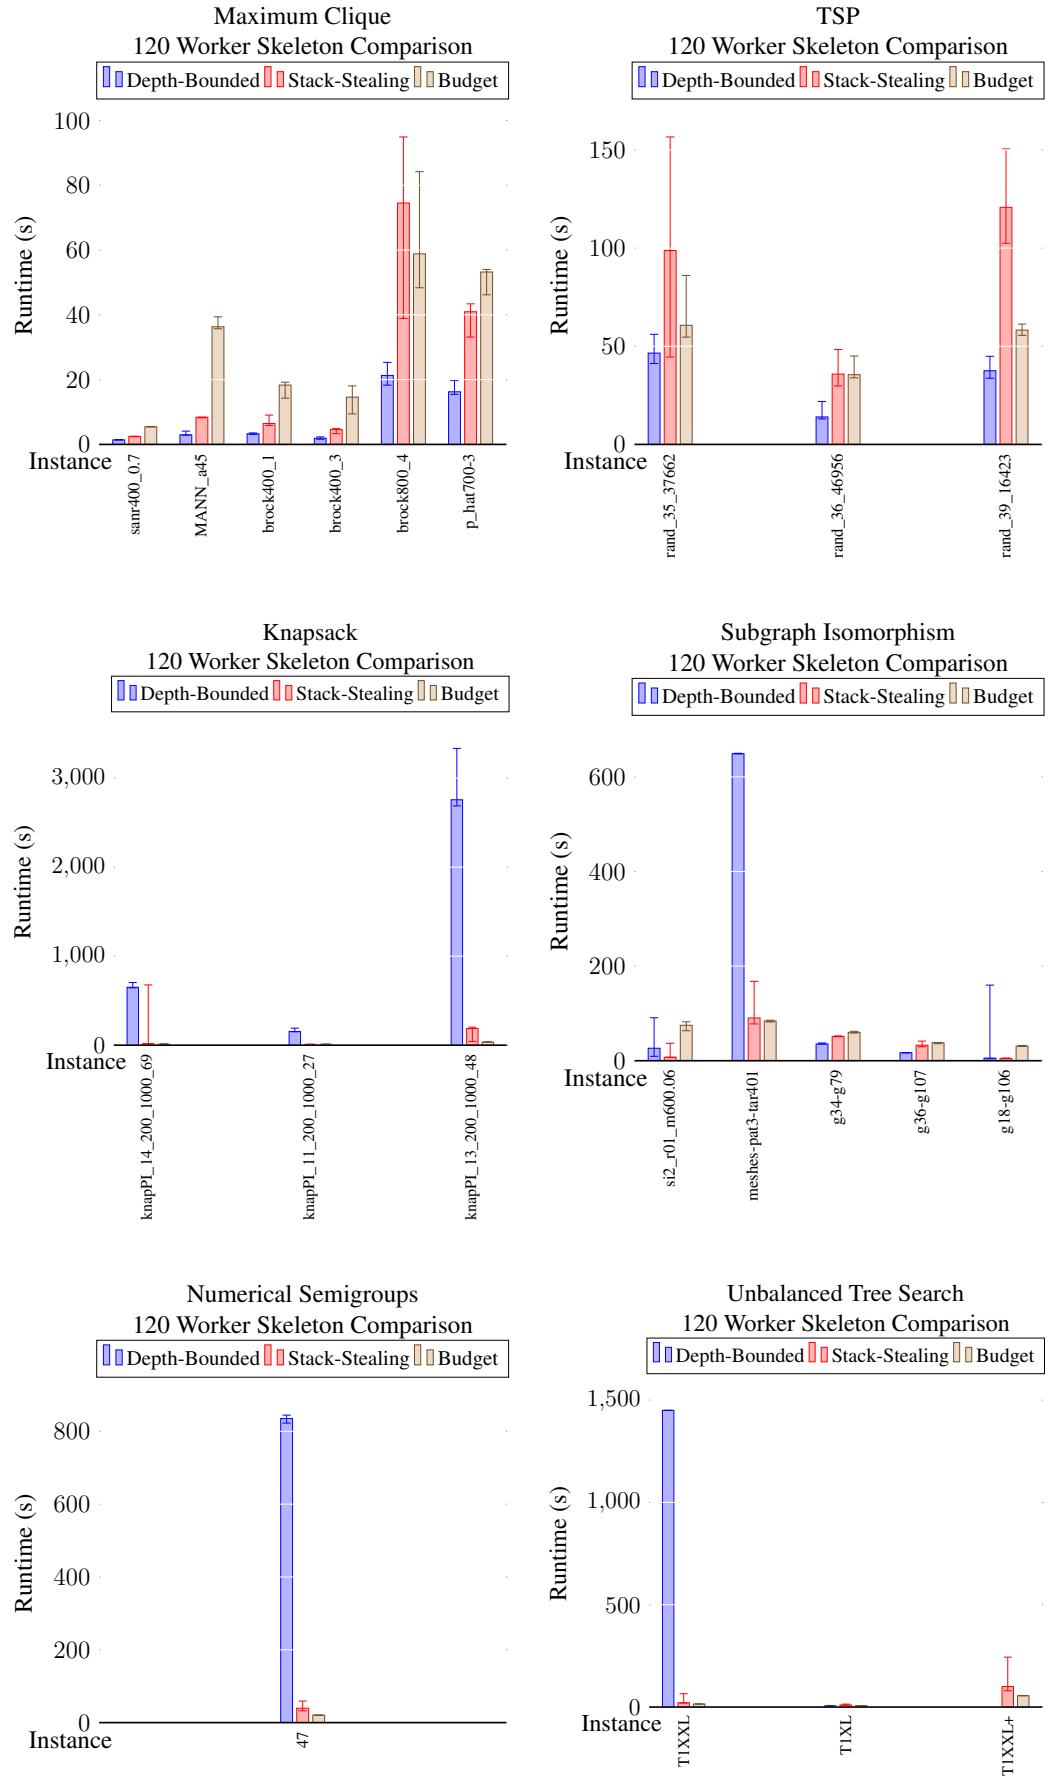 Maximum Clique
120 Worker Skeleton Comparison
Depth-Bounded Stack-Stealing Budget
100
80
60
40
20
0
Runtime (s)
Instance
sanr400_0.7
MANN_a45
brock400_1
brock400_3
brock800_4
p_hat700-3
TSP
120 Worker Skeleton Comparison
Depth-Bounded Stack-Stealing Budget
150
100
50
0
Runtime (s)
Instance
rand_35_37662
rand_36_46956
rand_39_16423
Knapsack
120 Worker Skeleton Comparison
Depth-Bounded Stack-Stealing Budget
3,000
2,000
1,000
0
Runtime (s)
Instance
knapPI_14_200_1000_69
knapPI_11_200_1000_27
knapPI_13_200_1000_48
Subgraph Isomorphism
120 Worker Skeleton Comparison
Depth-Bounded Stack-Stealing Budget
600
400
200
0
Runtime (s)
Instance
si2_r01_m600.06
meshes-pat3-tar401
g34-g79
g36-g107
g18-g106
Numerical Semigroups
120 Worker Skeleton Comparison
Depth-Bounded Stack-Stealing Budget
800
600
400
200
0
Runtime (s)
Instance
47
Unbalanced Tree Search
120 Worker Skeleton Comparison
Depth-Bounded Stack-Stealing Budget
1,500
1,000
500
0
Runtime (s)
Instance
T1XXL
T1XL
T1XXL+